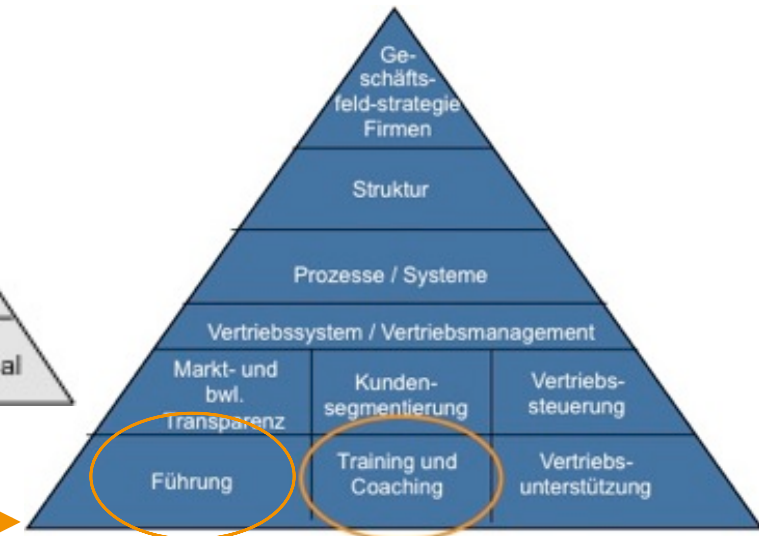 Ge-
schäfts-
feld-strategie
Firmen
Struktur
Prozesse / Systeme
Vertriebssystem / Vertriebsmanagement
Markt- und
bwl.
Transparenz
Kunden-
segmentierung
Vertriebs-
steuerung
Führung
Training und
Coaching
Vertriebs-
unterstützung